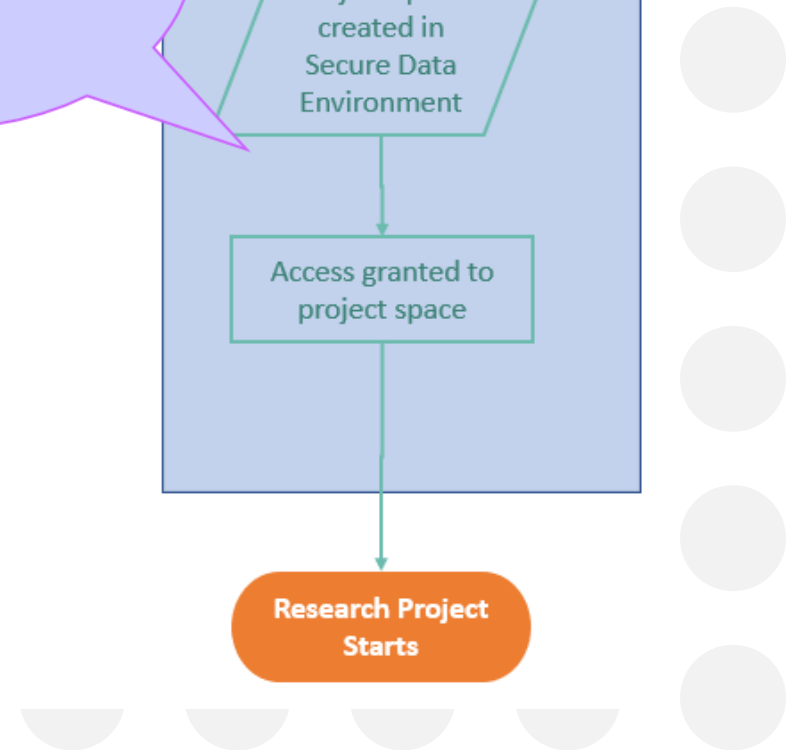 created in
Secure Data
Environment
Access granted to
project space
Research Project
Starts